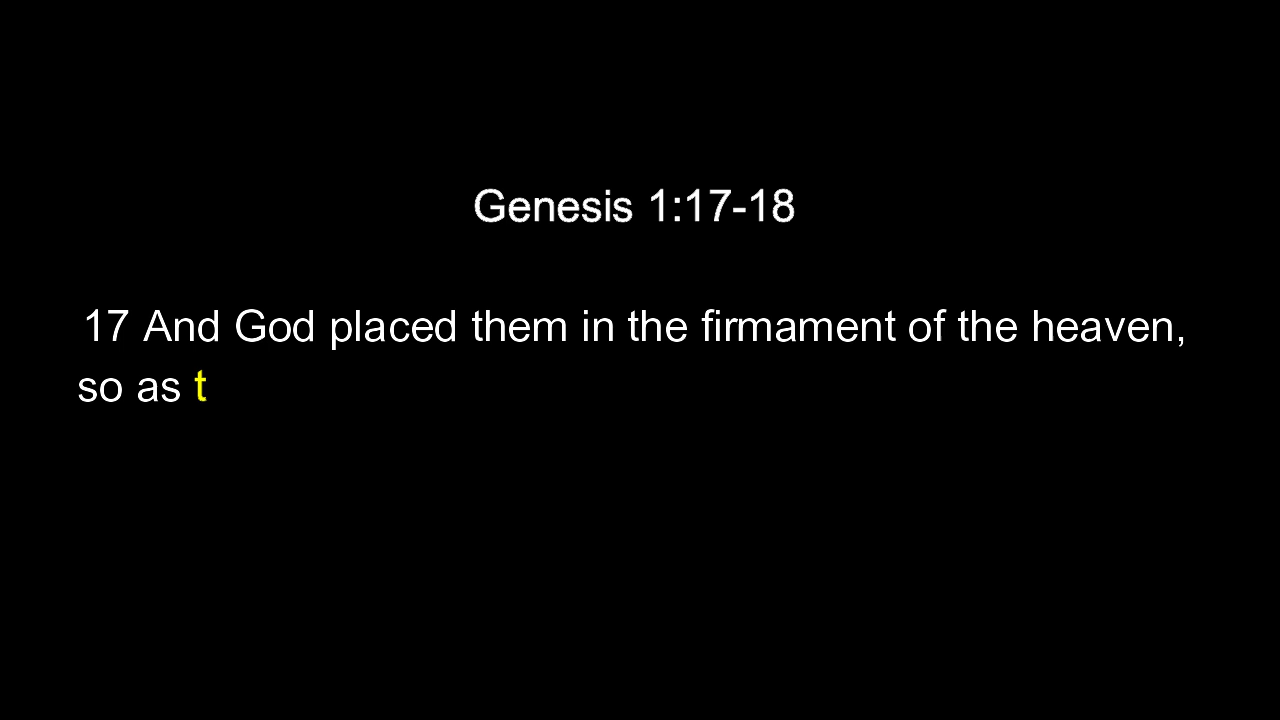 Genesis 1:17-18
17 And God placed them in the firmament of the heaven,
so as t